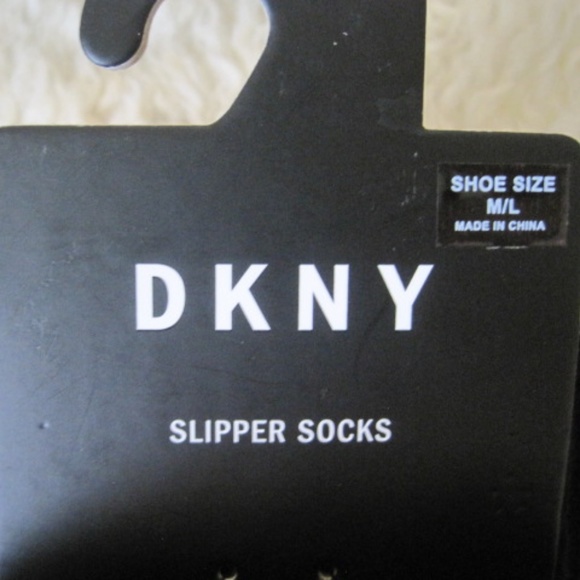 SHOE SIZE
M/L
MADE IN CHINA
DKNY
SLIPPER SOCKS